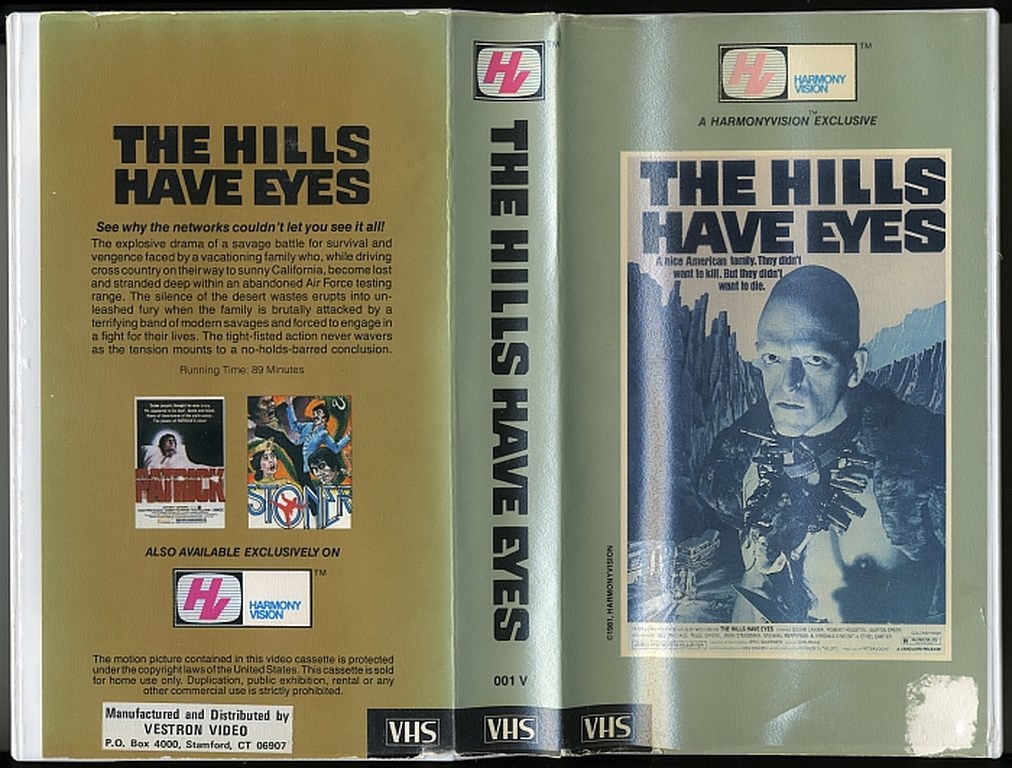 THE HILLS
HAVE EYES
See why the networks couldn't let you see it all!
The explosive drama of a savage battle for survival and
vengence faced by a vacationing family who, while driving
cross country on their way to sunny California, become lost
and stranded deep within an abandoned Air Force testing
range. The silence of the desert wastes erupts into un-
leashed fury when the family is brutally attacked by a
terrifying band of modern savages and forced to engage in
a fight for their lives. The tight-fisted action never wavers
as the tension mounts to a no-holds-barred conclusion.
Running Time: 89 Minutes
PATRICK
STONER
ALSO AVAILABLE EXCLUSIVELY ON
HV HARMONY
VISION
TM
The motion picture contained in this video cassette is protected
under the copyright laws of the United States. This cassette is sold
for home use only. Duplication, public exhibition, rental or any
other commercial use is strictly prohibited.
Manufactured and Distributed by
VESTRON VIDEO
P.O. Box 4000, Stamford, CT 06907
VHS
HV
TM
THE HILLS HAVE EYES
001 V
VHS
HV HARMONY
VISION
TM
A HARMONYVISION TM EXCLUSIVE
THE HILLS
HAVE EYES
A nice American family. They didn't
want to kill. But they didn't
want to die.
©1981, HARMONYVISION
THE HILLS HAVE EYES
VHS